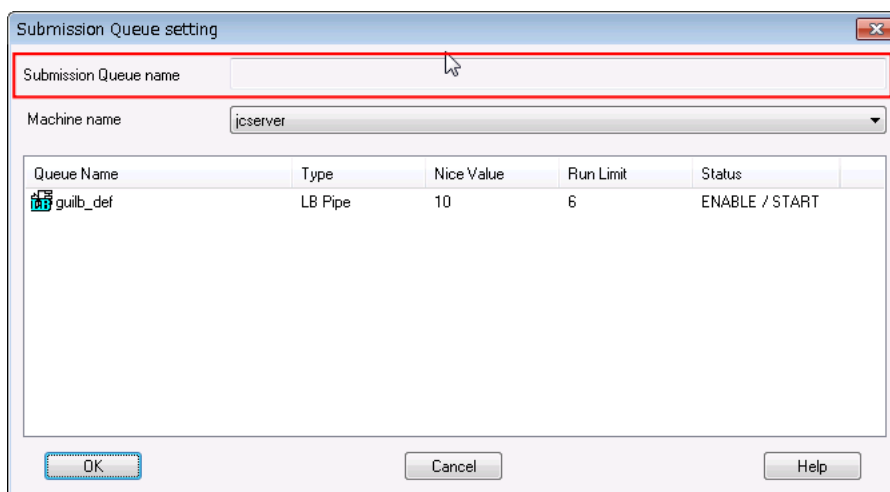 Submission Queue setting
Submission Queue name
Machine name jcserver
Queue Name Type Nice Value Run Limit Status
guilb_def LB Pipe 10 6 ENABLE / START
OK Cancel Help